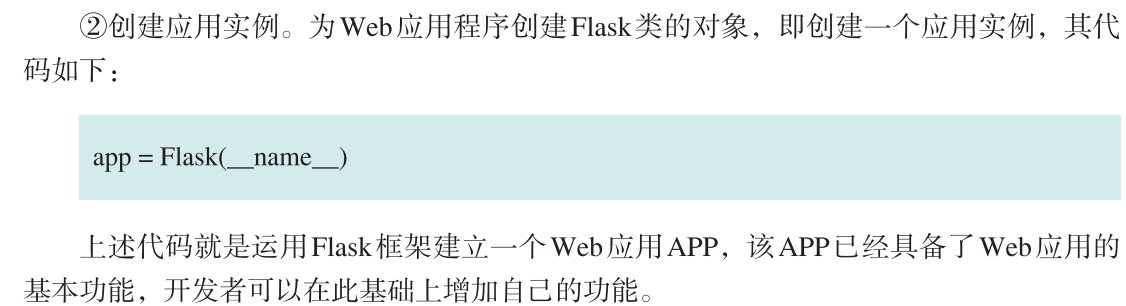 ②创建应用实例。为Web应用程序创建Flask类的对象，即创建一个应用实例，其代
码如下：
app = Flask(__name__)
上述代码就是运用Flask框架建立一个Web应用APP，该APP已经具备了Web应用的
基本功能，开发者可以在此基础上增加自己的功能。